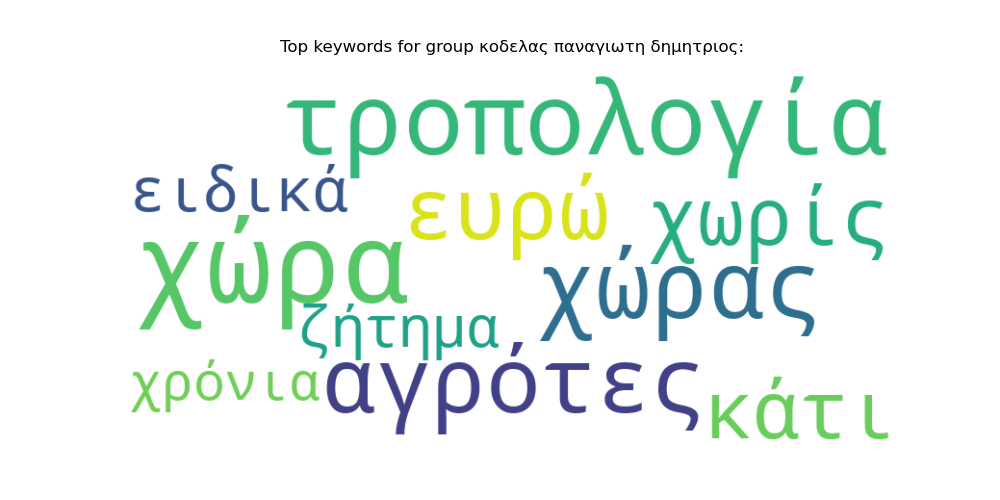 Top keywords for group κοδελας παναγιωτη δημητριος:
τροπολογία
ειδικά
ευρώ
χωρίς
χώρα
χώρας
ζήτημα
χρόνια
αγρότες
κάτι